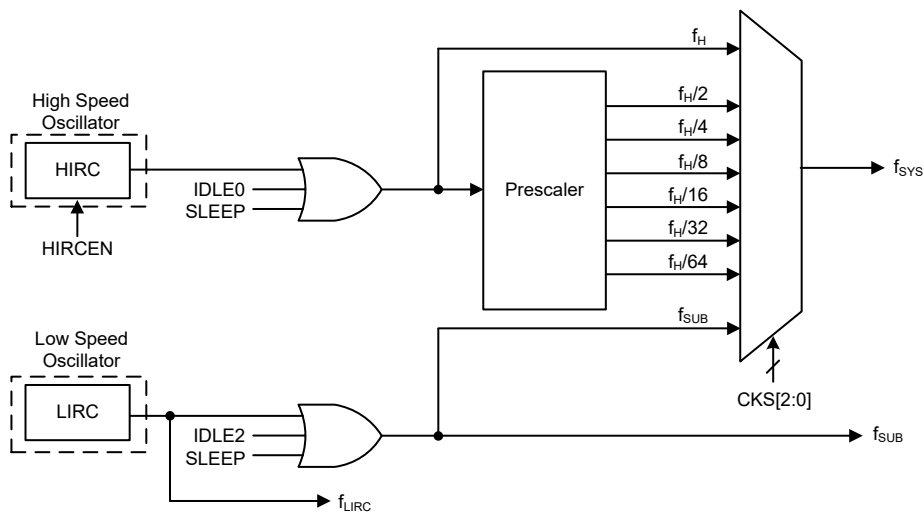 f_H
High Speed
Oscillator
f_H/2
f_H/4
HIRC
f_H/8
f_SYS
IDLE0
Prescaler
SLEEP
f_H/16
HIRCEN
f_H/32
f_H/64
f_SUB
Low Speed
Oscillator
CKS[2:0]
LIRC
IDLE2
f_SUB
SLEEP
f_LIRC